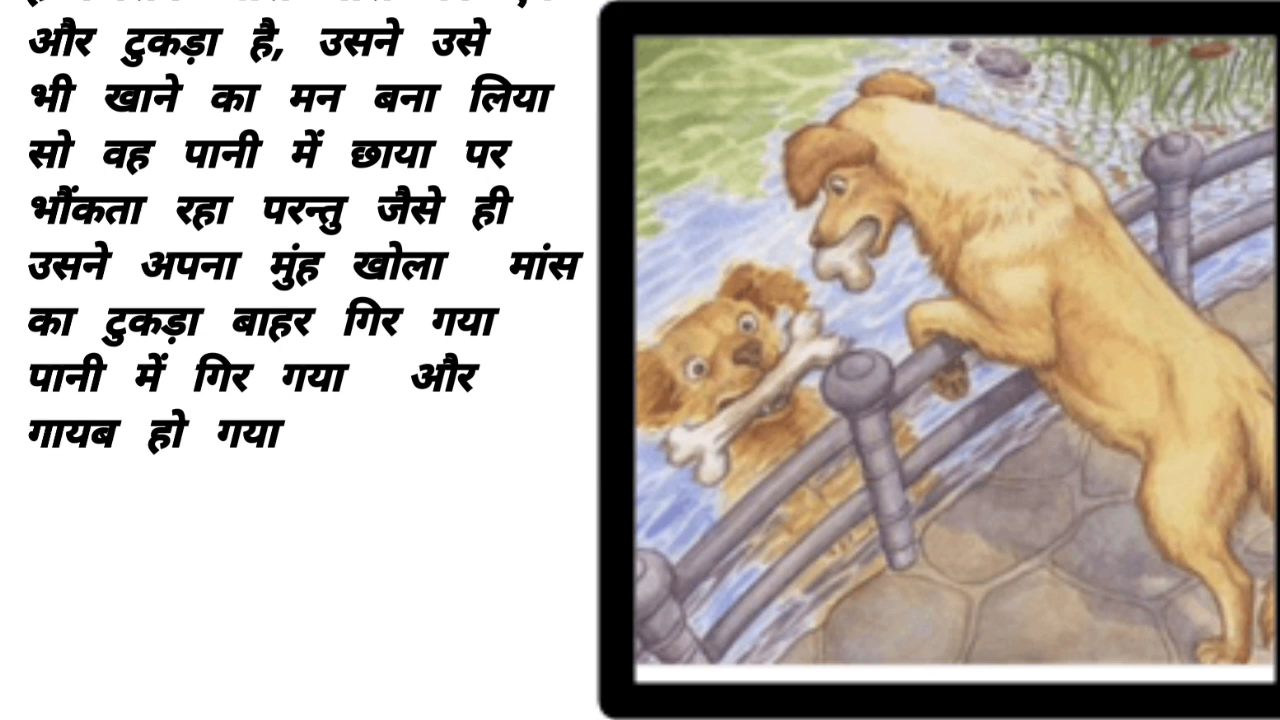 और टुकड़ा है, उसने उसे
भी खाने का मन बना लिया
सो वह पानी में छाया पर
भौंकता रहा परन्तु जैसे ही
उसने अपना मुंह खोला मांस
का टुकड़ा बाहर गिर गया
पानी में गिर गया और
गायब हो गया